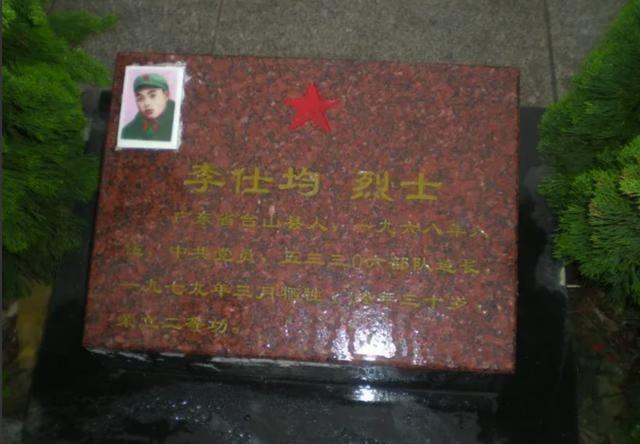 李仕均 烈士
广东省台山县人，一九六八年入
伍，中共党员，五三三0六部队连长，
一九七九年三月牺牲，终年三十岁，
荣立二等功。